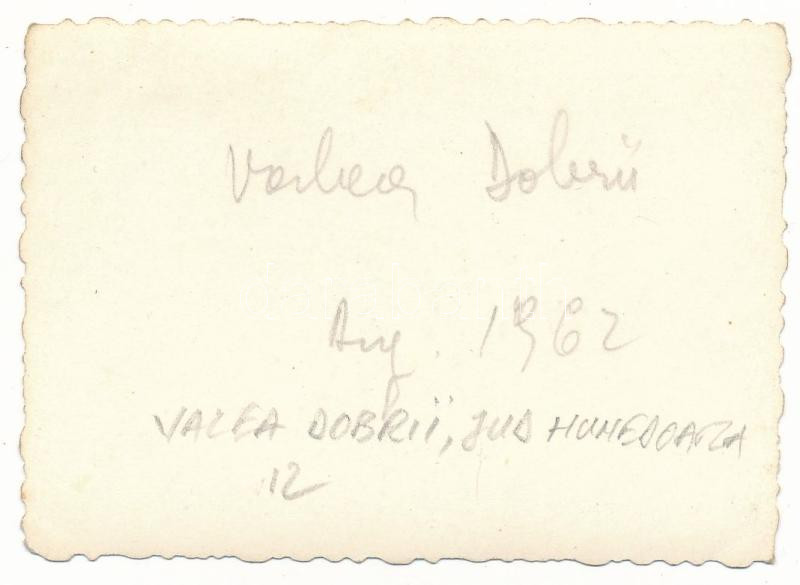 Valea Dobrii
Aug. 1962
VALEA DOBRII, JUD HUNEDOARA
12